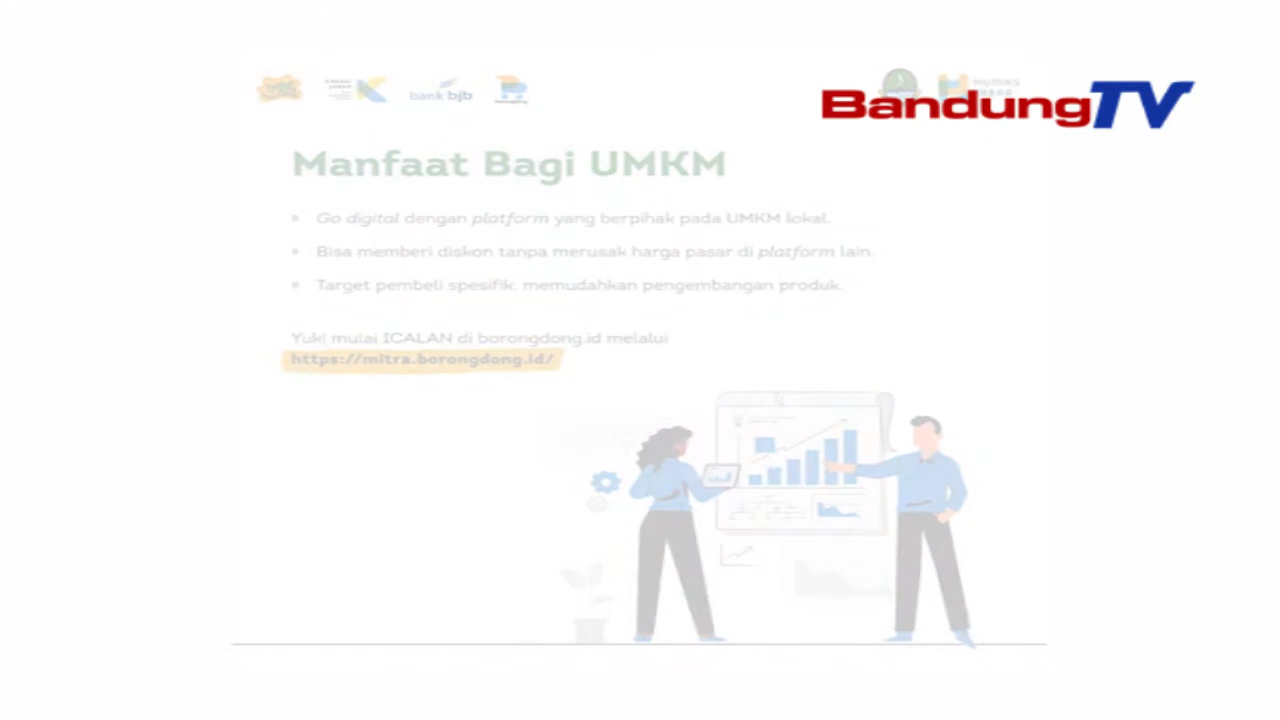 bank bjb
HUMAS
BandungTV
Manfaat Bagi UMKM
» Go digital dengan platform yang berpihak pada UMKM lokal.
» Bisa memberi diskon tanpa merusak harga pasar di platform lain.
» Target pembeli spesifik, memudahkan pengembangan produk.
Yuk! mulai ICALAN di borongdong.id melalui
https://mitra.borongdong.id/